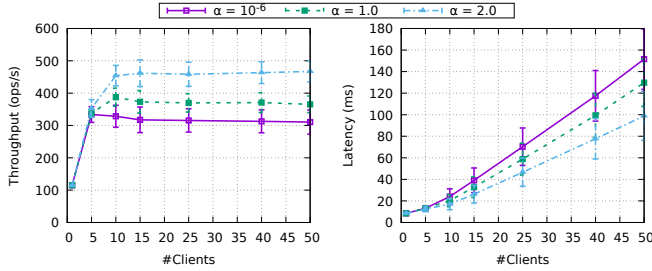 α = 10⁻⁶ α = 1.0 α = 2.0
Throughput (ops/s)
600
500
400
300
200
100
0
0 5 10 15 20 25 30 35 40 45 50
#Clients
Latency (ms)
180
160
140
120
100
80
60
40
20
0
0 5 10 15 20 25 30 35 40 45 50
#Clients